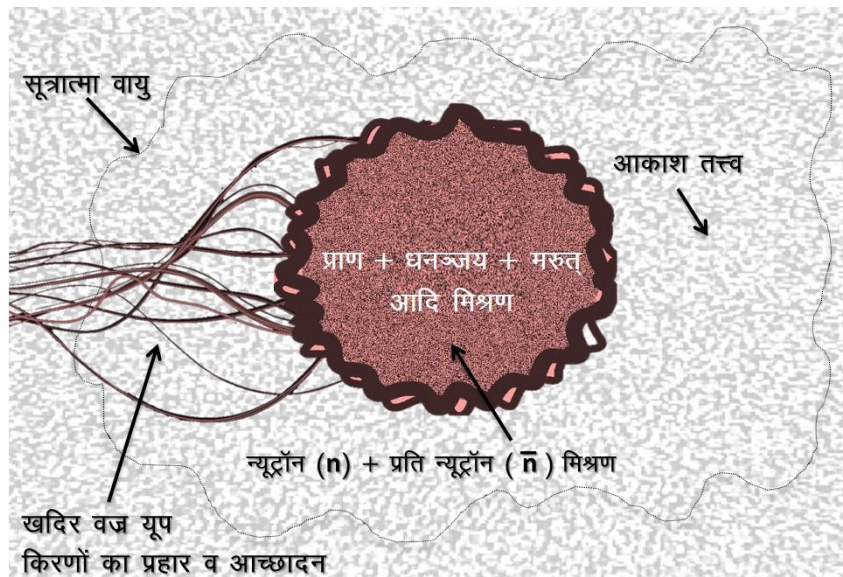 सूत्रात्मा वायु
आकाश तत्त्व
प्राण + धनञ्जय + मरुत्
आदि मिश्रण
न्यूट्रॉन (n) + प्रति न्यूट्रॉन (n̅) मिश्रण
खदिर वज्र यूप
किरणों का प्रहार व आच्छादन